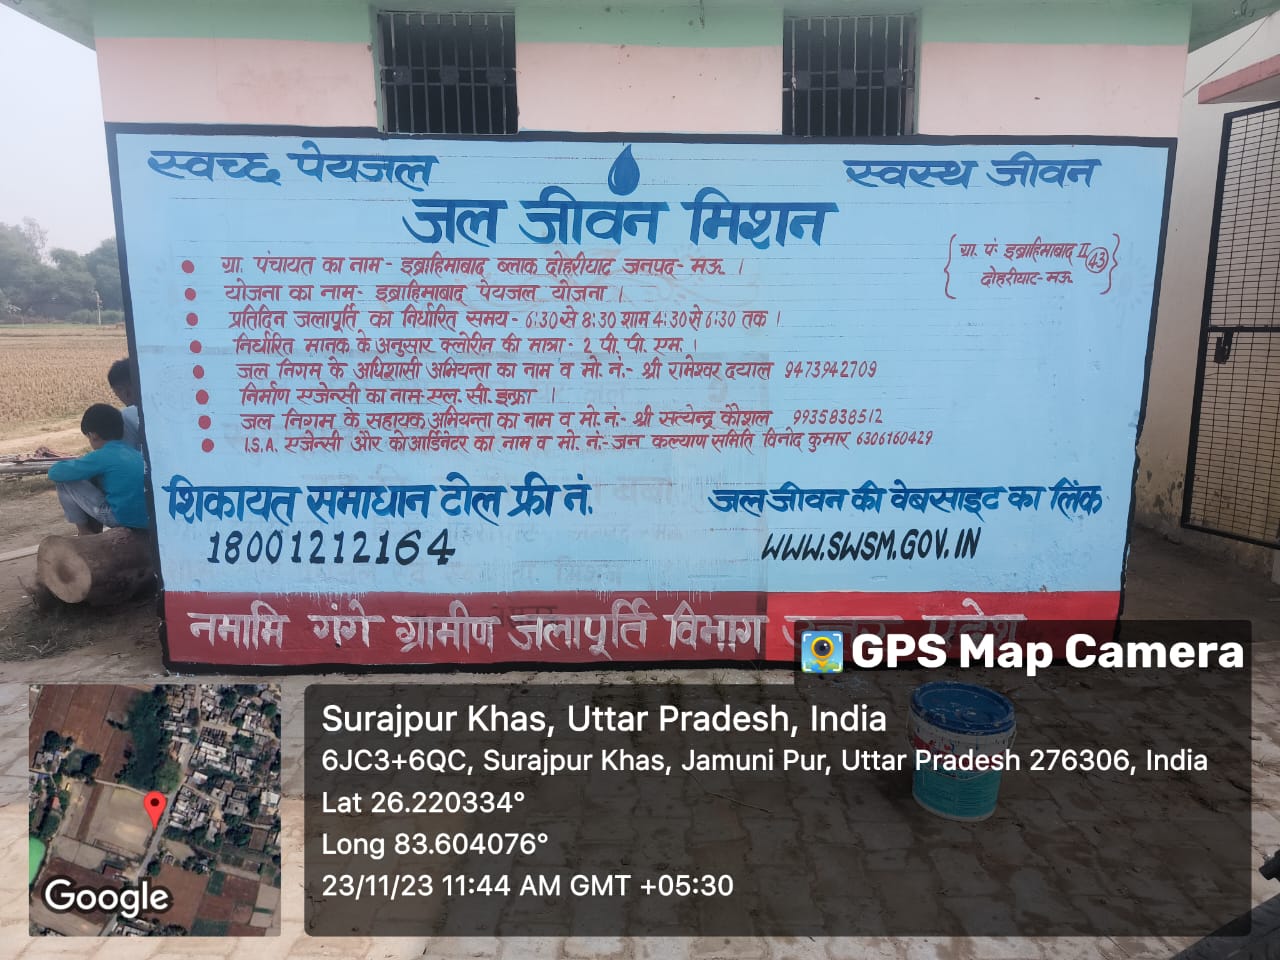 स्वच्छ पेयजल
स्वस्थ जीवन
जल जीवन मिशन
ग्रा. पं: इब्राहिमाबाद II 43
दोहरीघाट-मऊ
• ग्रा. पंचायत का नाम- इब्राहिमाबाद ब्लाक दोहरीघाट जनपद- मऊ ।
• योजना का नाम- इब्राहिमाबाद पेयजल योजना ।
• प्रतिदिन जलापूर्ति का निर्धारित समय- 6:30 से 8:30 शाम 4:30 से 6:30 तक ।
• निर्धारित मानक के अनुसार क्लोरीन की मात्रा- 2 पी. पी. एम. ।
• जल निगम के अधिशासी अभियन्ता का नाम व मो. नं:- श्री रामेश्वर दयाल 9473942709
• निर्माण एजेन्सी का नाम- एल. सी. इन्फ्रा ।
• जल निगम के सहायक अभियन्ता का नाम व मो. नं:- श्री सत्येन्द्र कौशल 9935838512
• I.S.A. एजेन्सी और कोआर्डिनेटर का नाम व मो. नं:- जन कल्याण समिति विनोद कुमार 6306160429
शिकायत समाधान टोल फ्री नं.
18001212164
जल जीवन की वेबसाइट का लिंक
WWW.SWSM.GOV.IN
नमामि गंगे ग्रामीण जलापूर्ति विभाग उत्तर प्रदेश
GPS Map Camera
Surajpur Khas, Uttar Pradesh, India
6JC3+6QC, Surajpur Khas, Jamuni Pur, Uttar Pradesh 276306, India
Lat 26.220334°
Long 83.604076°
23/11/23 11:44 AM GMT +05:30
Google